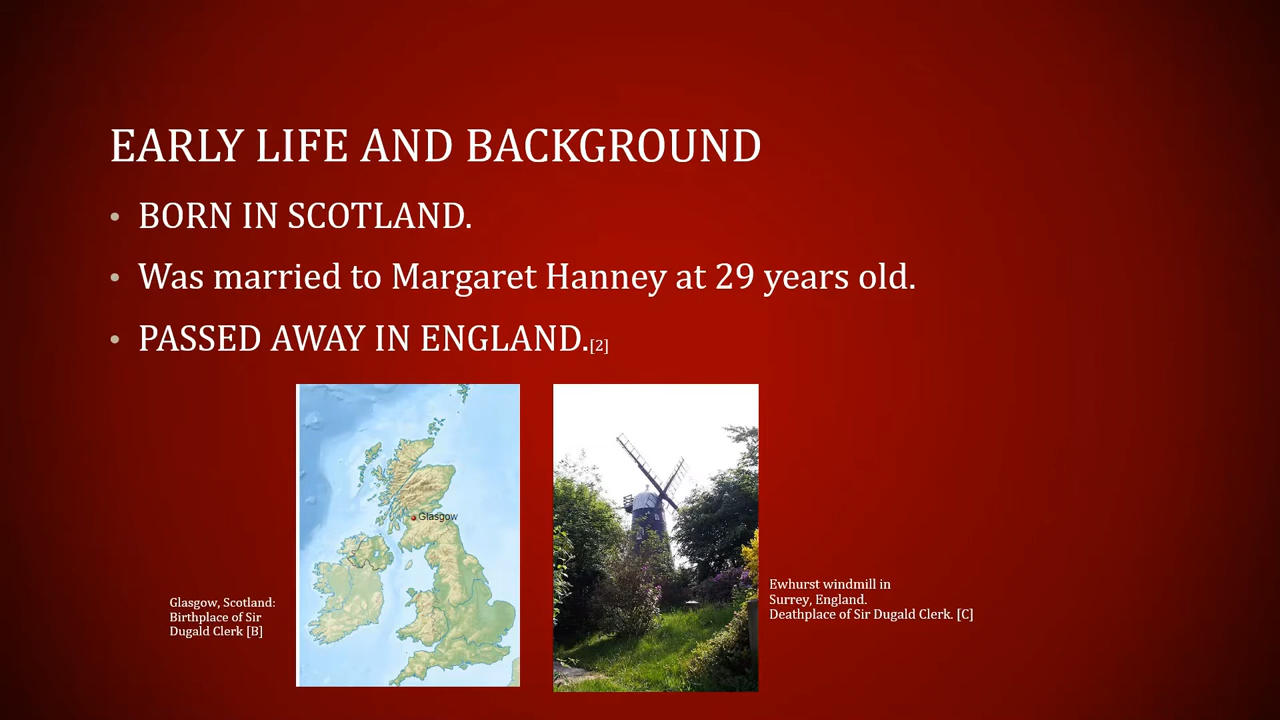 EARLY LIFE AND BACKGROUND
• BORN IN SCOTLAND.
• Was married to Margaret Hanney at 29 years old.
• PASSED AWAY IN ENGLAND.[2]
Glasgow
Glasgow, Scotland:
Birthplace of Sir
Dugald Clerk [B]
Ewhurst windmill in
Surrey, England.
Deathplace of Sir Dugald Clerk. [C]